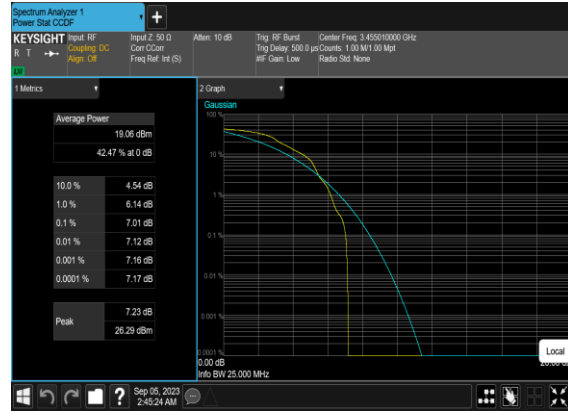 Spectrum Analyzer 1
Power Stat CCDF
KEYSIGHT
R T
LM
Input: RF
Coupling: DC
Align: Off
Input Z: 50 Ω
Corr CCorr
Freq Ref: Int (S)
Atten: 10 dB
Trig: RF Burst
Trig Delay: 500.0 µs
#IF Gain: Low
Center Freq: 3.455010000 GHz
Counts: 1.00 M/1.00 Mpt
Radio Std: None
1 Metrics
Average Power
19.06 dBm
42.47 % at 0 dB
10.0 % 4.54 dB
1.0 % 6.14 dB
0.1 % 7.01 dB
0.01 % 7.12 dB
0.001 % 7.16 dB
0.0001 % 7.17 dB
Peak
7.23 dB
26.29 dBm
2 Graph
Gaussian
100 %
10 %
1 %
0.1 %
0.01 %
0.001 %
0.0001 %
0.00 dB
Info BW 25.000 MHz
Local
Sep 05, 2023
2:45:24 AM